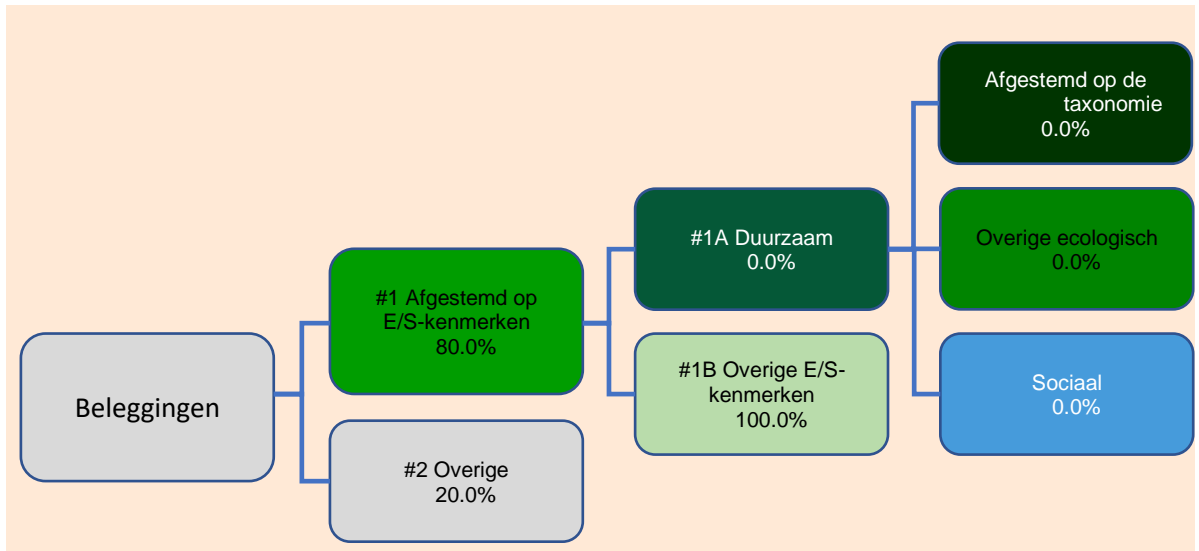 Beleggingen
#1 Afgestemd op
E/S-kenmerken
80.0%
#2 Overige
20.0%
#1A Duurzaam
0.0%
#1B Overige E/S-
kenmerken
100.0%
Afgestemd op de
taxonomie
0.0%
Overige ecologisch
0.0%
Sociaal
0.0%